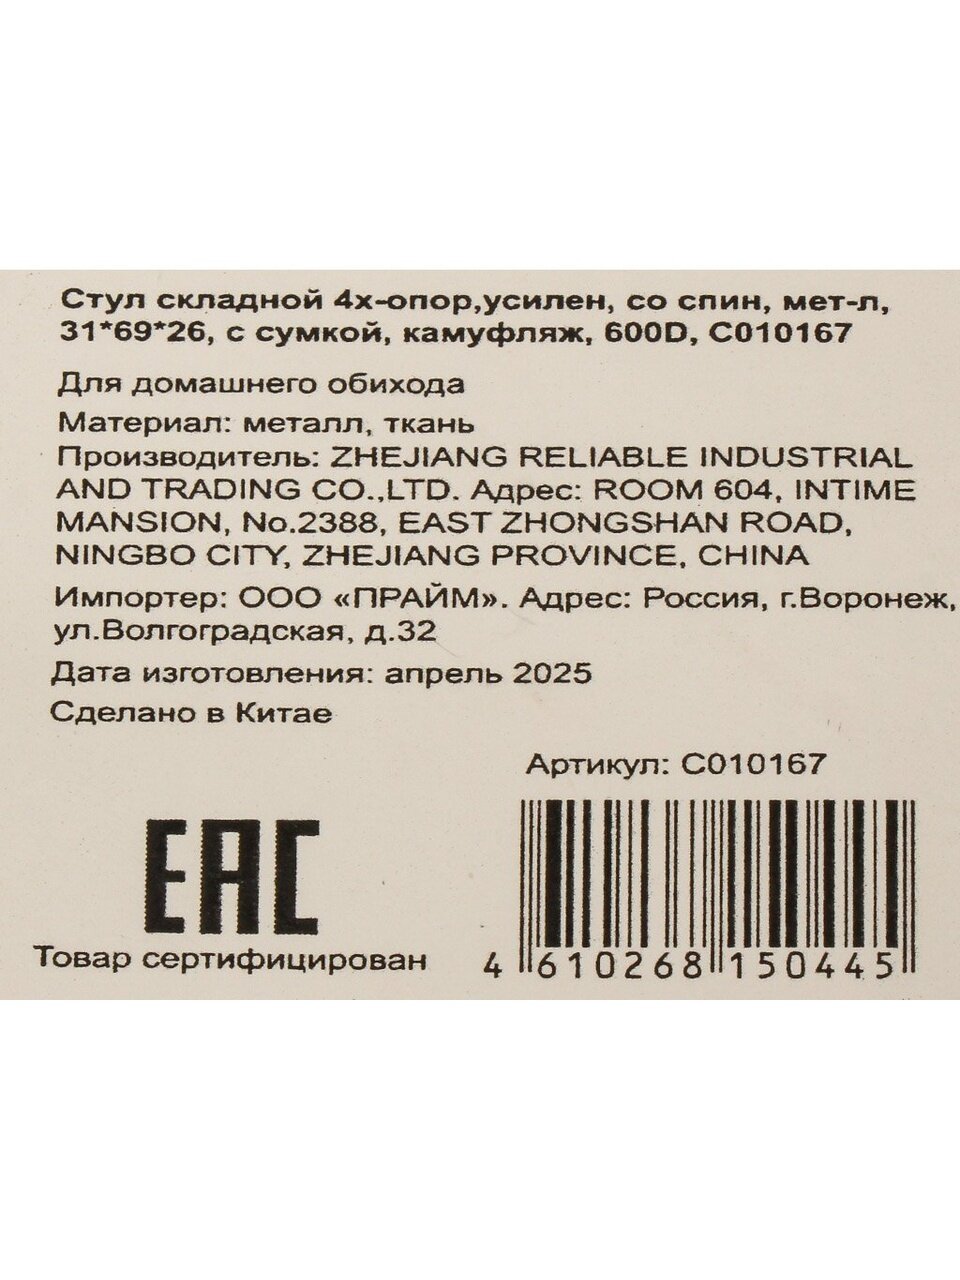 Стул складной 4х-опор,усилен, со спин, мет-л,
31*69*26, с сумкой, камуфляж, 600D, C010167
Для домашнего обихода
Материал: металл, ткань
Производитель: ZHEJIANG RELIABLE INDUSTRIAL
AND TRADING CO.,LTD. Адрес: ROOM 604, INTIME
MANSION, No.2388, EAST ZHONGSHAN ROAD,
NINGBO CITY, ZHEJIANG PROVINCE, CHINA
Импортер: ООО «ПРАЙМ». Адрес: Россия, г.Воронеж,
ул.Волгоградская, д.32
Дата изготовления: апрель 2025
Сделано в Китае
Артикул: C010167
EAC
Товар сертифицирован
4 610268 150445